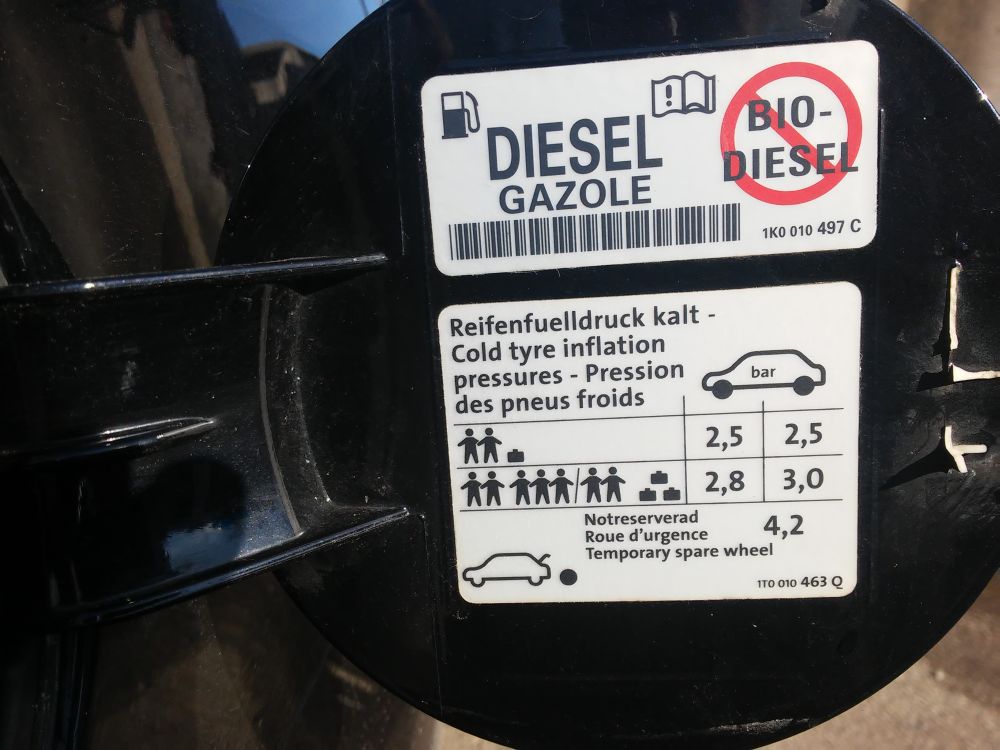 DIESEL
GAZOLE
BIO-
DIESEL
1K0 010 497 C
Reifenfuelldruck kalt -
Cold tyre inflation
pressures - Pression
des pneus froids
bar
2,5 2,5
2,8 3,0
Notreserverad
Roue d'urgence
Temporary spare wheel
4,2
1T0 010 463 Q